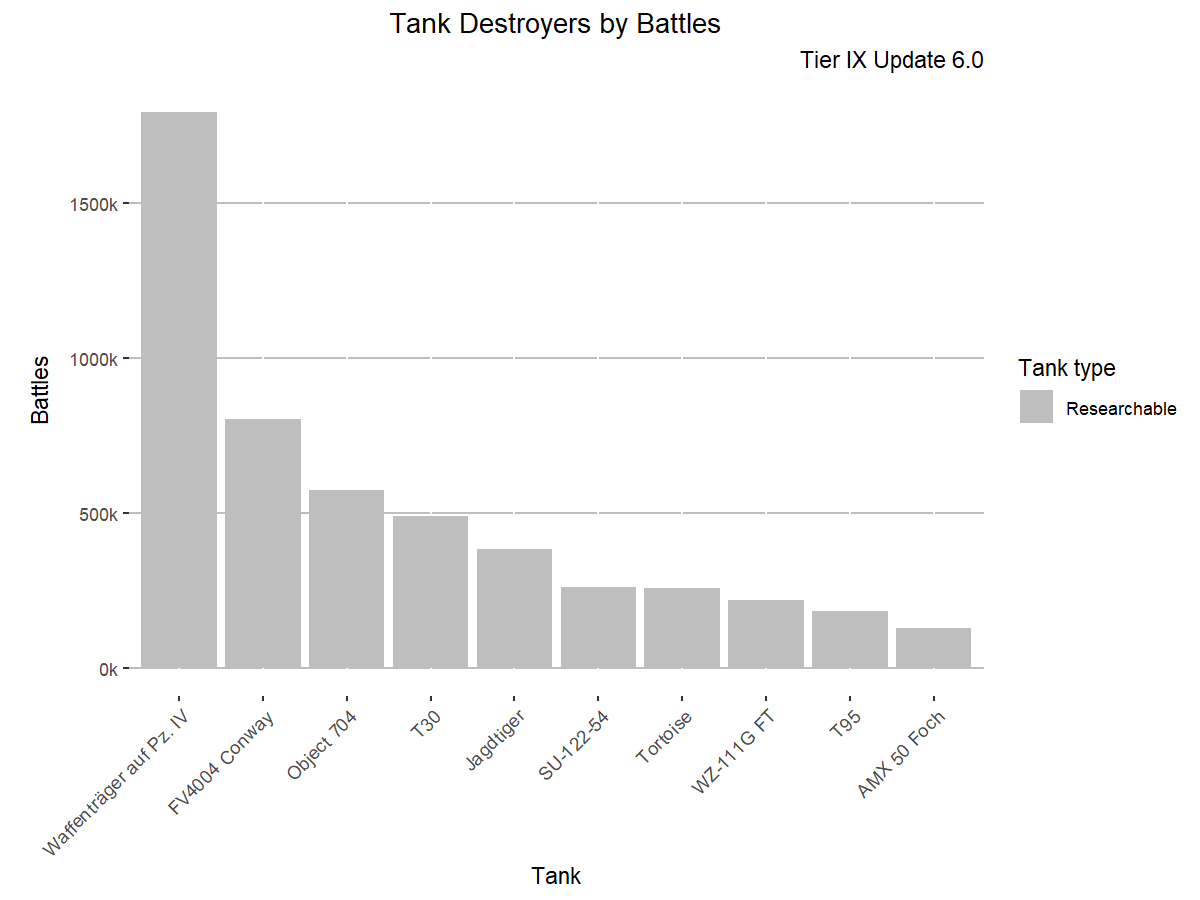 Tank Destroyers by Battles
Tier IX Update 6.0
Battles
1500k
1000k
500k
0k
Waffenträger auf Pz. IV
FV4004 Conway
Object 704
T30
Jagdtiger
SU-122-54
Tortoise
WZ-111G FT
T95
AMX 50 Foch
Tank
Tank type
Researchable